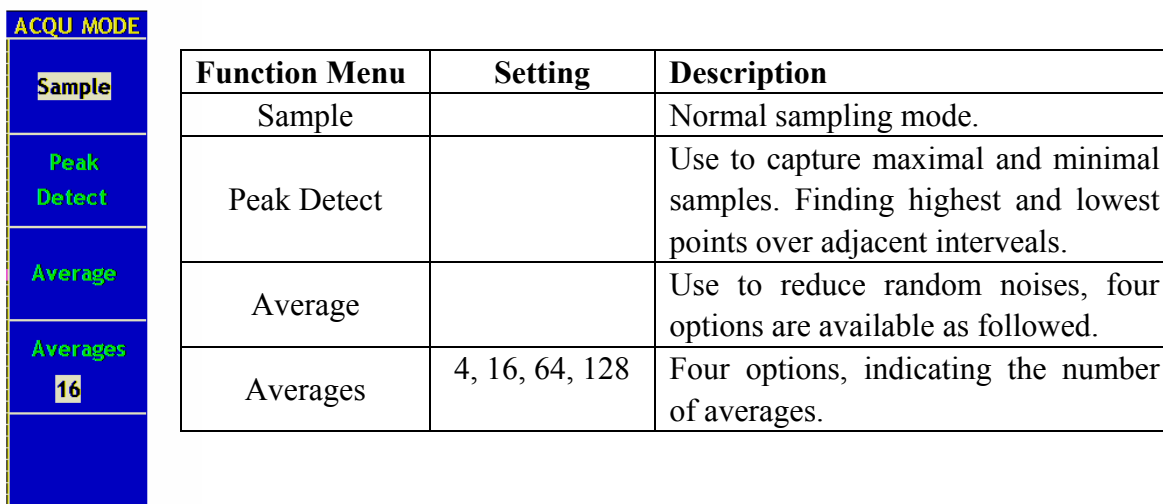 ACQU MODE
Sample
Peak
Detect
Average
Averages
16
Function Menu Setting Description
Sample Normal sampling mode.
Peak Detect Use to capture maximal and minimal
samples. Finding highest and lowest
points over adjacent interveals.
Average Use to reduce random noises, four
options are available as followed.
Averages 4, 16, 64, 128 Four options, indicating the number
of averages.